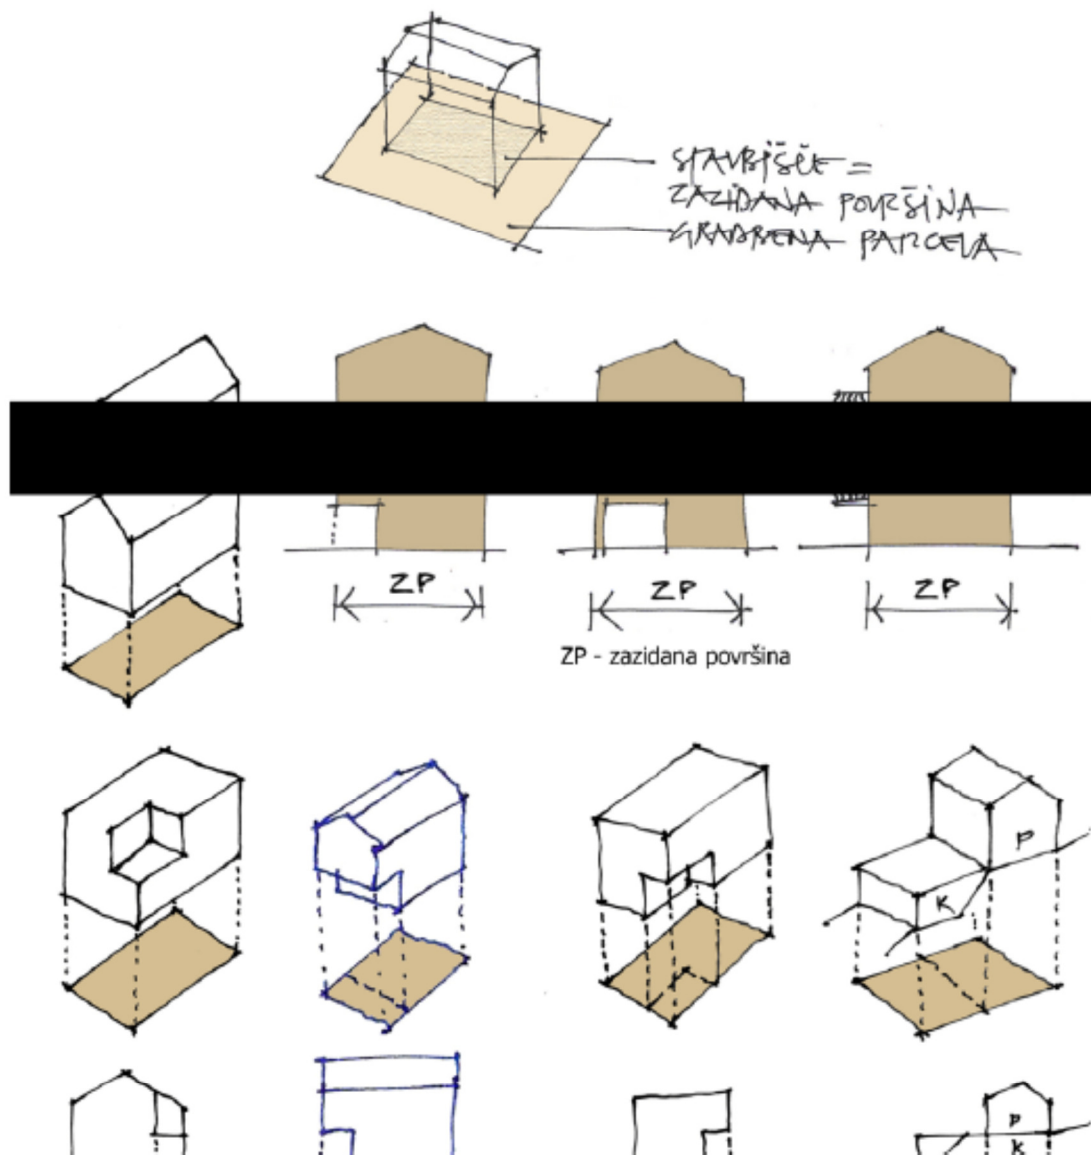 STAVBIŠČE =
ZAZIDANA POVRŠINA
GRADBENA PARCELA
ZP ZP ZP
ZP - zazidana površina
P
K
P
K